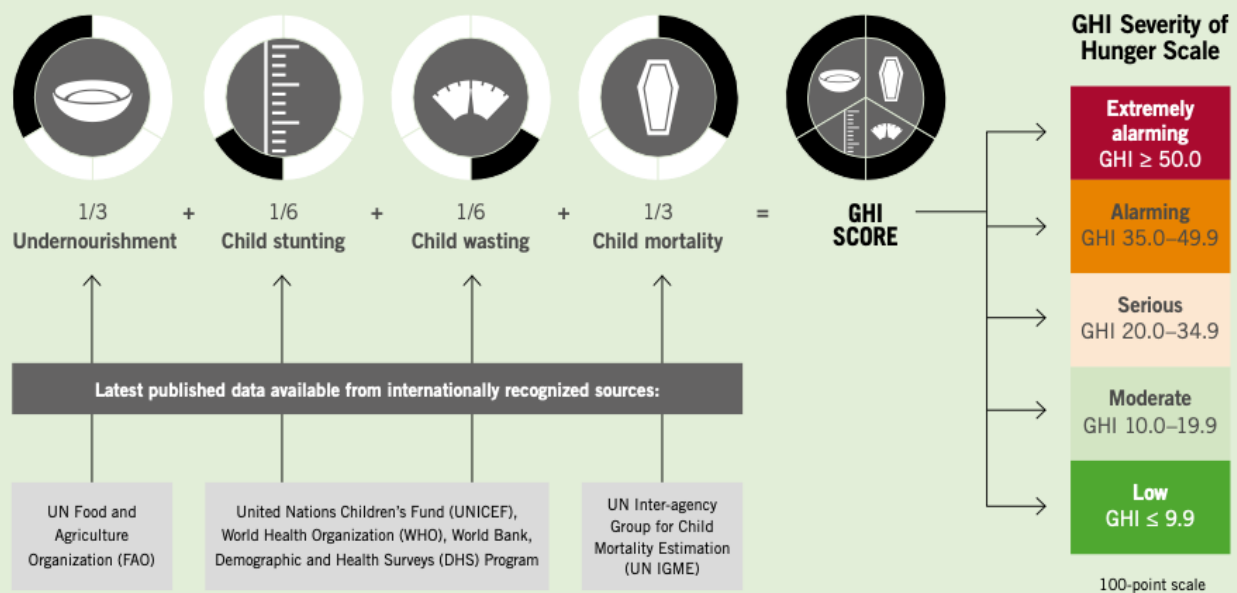 GHI Severity of
Hunger Scale
1/3
Undernourishment
+
1/6
Child stunting
+
1/6
Child wasting
+
1/3
Child mortality
=
GHI
SCORE
Extremely
alarming
GHI ≥ 50.0
Alarming
GHI 35.0–49.9
Serious
GHI 20.0–34.9
Moderate
GHI 10.0–19.9
Low
GHI ≤ 9.9
100-point scale
Latest published data available from internationally recognized sources:
UN Food and
Agriculture
Organization (FAO)
United Nations Children's Fund (UNICEF),
World Health Organization (WHO), World Bank,
Demographic and Health Surveys (DHS) Program
UN Inter-agency
Group for Child
Mortality Estimation
(UN IGME)